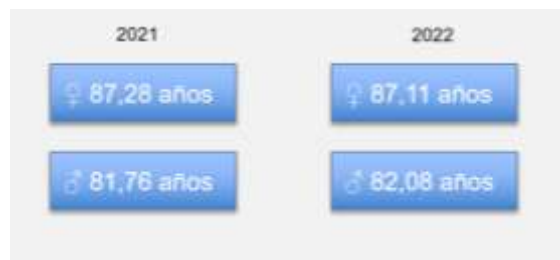 2021 2022
♀ 87,28 años ♀ 87,11 años
♂ 81,76 años ♂ 82,08 años